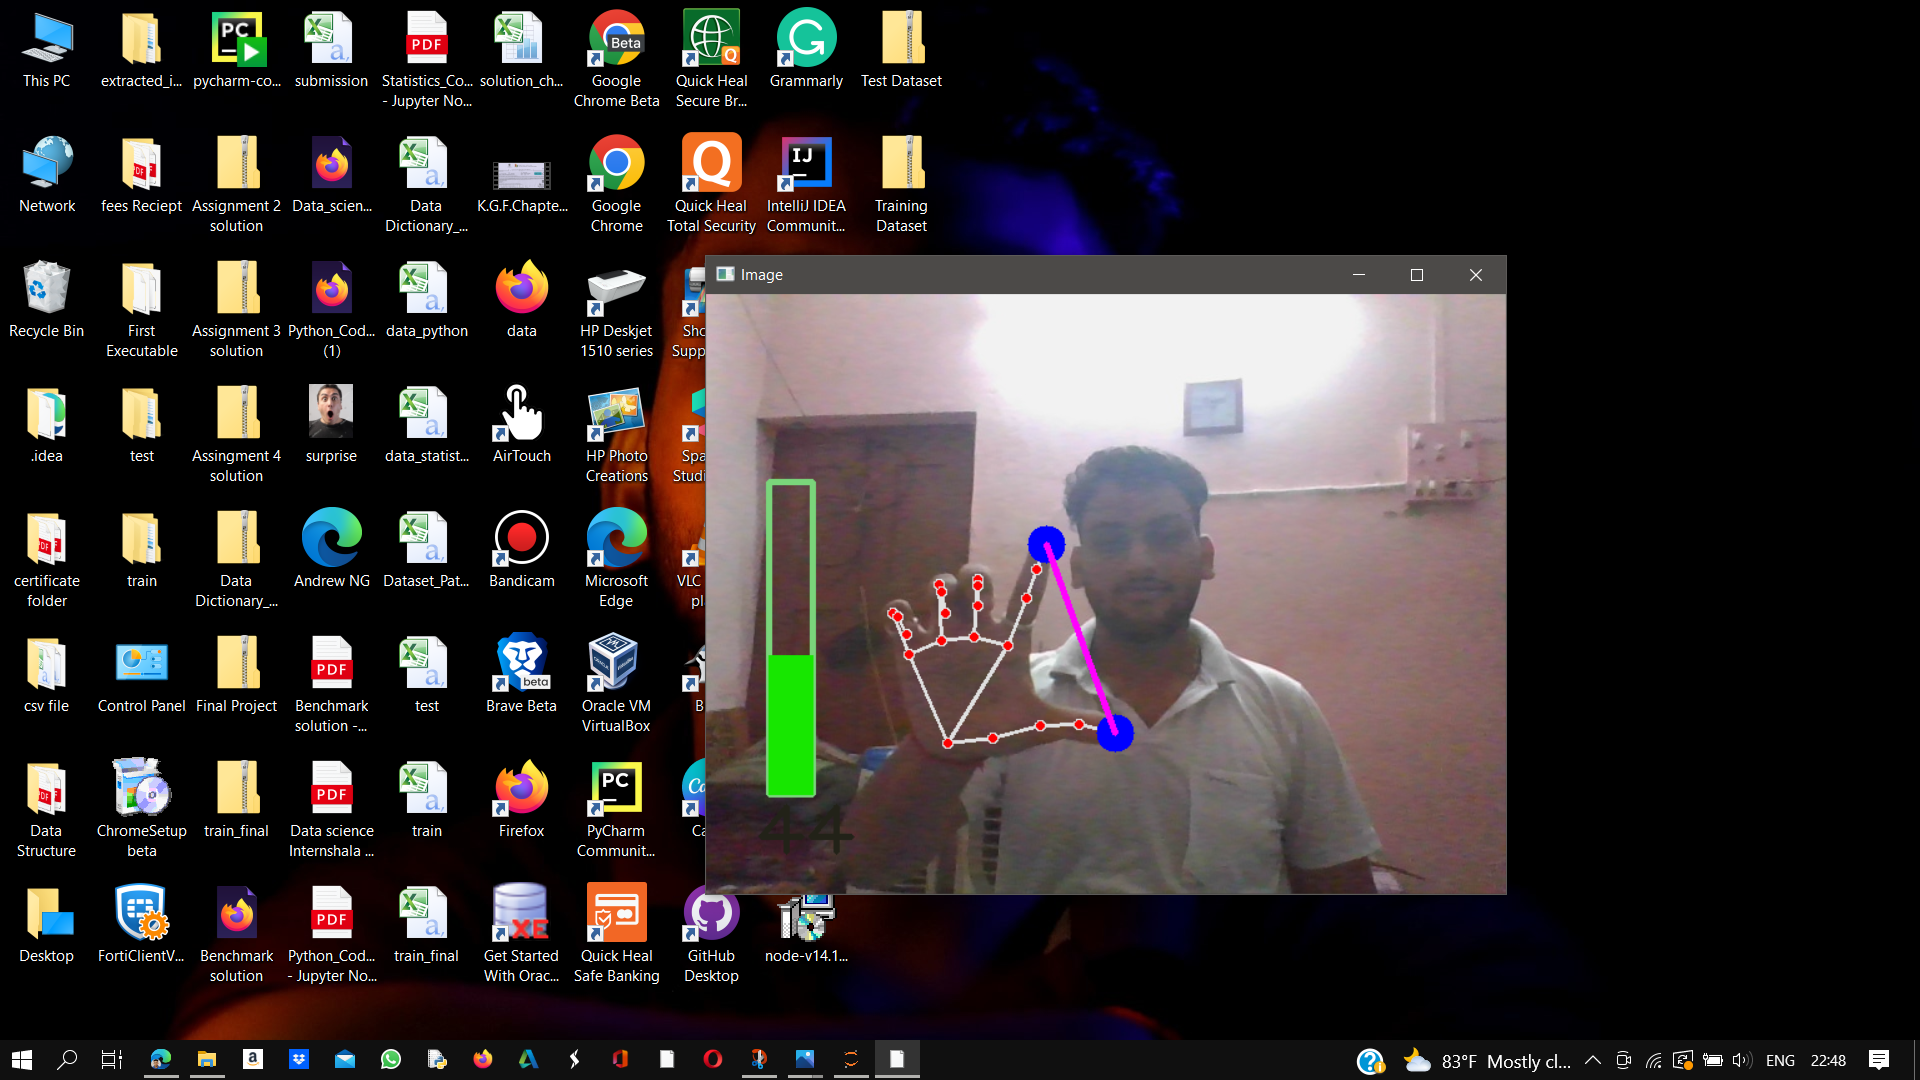 This PC
extracted_i...
pycharm-co...
submission
Statistics_Co...
- Jupyter No...
solution_ch...
Google
Chrome Beta
Quick Heal
Secure Br...
Grammarly
Test Dataset
Network
fees Reciept
Assignment 2
solution
Data_scien...
Data
Dictionary_...
K.G.F.Chapte...
Google
Chrome
Quick Heal
Total Security
IntelliJ IDEA
Communit...
Training
Dataset
Image
Recycle Bin
First
Executable
Assignment 3
solution
Python_Cod...
(1)
data_python
data
HP Deskjet
1510 series
Sho
Supp
.idea
test
Assingment 4
solution
surprise
data_statist...
AirTouch
HP Photo
Creations
Spa
Studi
certificate
folder
train
Data
Dictionary_...
Andrew NG
Dataset_Pat...
Bandicam
Microsoft
Edge
VLC
pl
csv file
Control Panel
Final Project
Benchmark
solution -...
test
Brave Beta
Oracle VM
VirtualBox
B
Data
Structure
ChromeSetup
beta
train_final
Data science
Internshala ...
train
Firefox
PyCharm
Communit...
Ca
44
Desktop
FortiClientV...
Benchmark
solution
Python_Cod...
- Jupyter No...
train_final
Get Started
With Orac...
Quick Heal
Safe Banking
GitHub
Desktop
node-v14.1...
83°F Mostly cl...
ENG
22:48